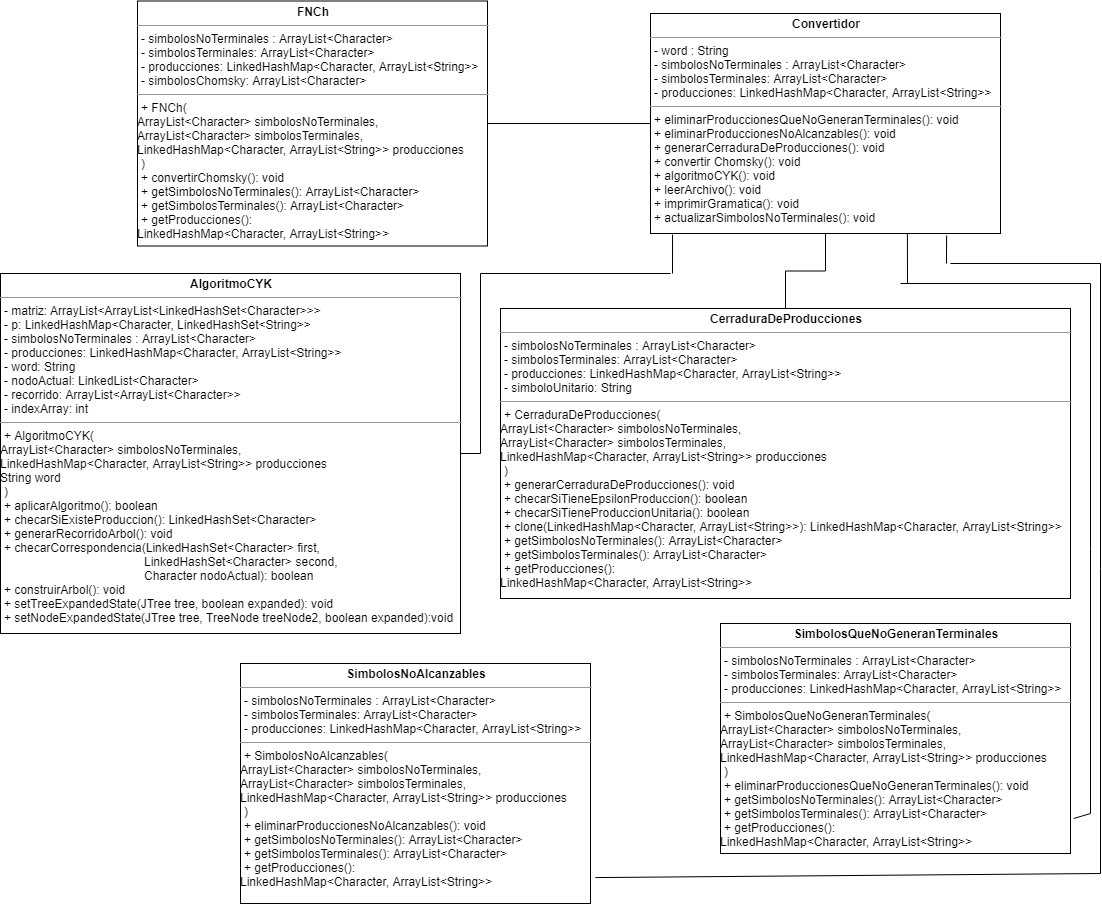 FNCh
- simbolosNoTerminales : ArrayList<Character>
- simbolosTerminales: ArrayList<Character>
- producciones: LinkedHashMap<Character, ArrayList<String>>
- simbolosChomsky: ArrayList<Character>
+ FNCh(
ArrayList<Character> simbolosNoTerminales,
ArrayList<Character> simbolosTerminales,
LinkedHashMap<Character, ArrayList<String>> producciones
)
+ convertirChomsky(): void
+ getSimbolosNoTerminales(): ArrayList<Character>
+ getSimbolosTerminales(): ArrayList<Character>
+ getProducciones():
LinkedHashMap<Character, ArrayList<String>>
Convertidor
- word : String
- simbolosNoTerminales : ArrayList<Character>
- simbolosTerminales: ArrayList<Character>
- producciones: LinkedHashMap<Character, ArrayList<String>>
+ eliminarProduccionesQueNoGeneranTerminales(): void
+ eliminarProduccionesNoAlcanzables(): void
+ generarCerraduraDeProducciones(): void
+ convertir Chomsky(): void
+ algoritmoCYK(): void
+ leerArchivo(): void
+ imprimirGramatica(): void
+ actualizarSimbolosNoTerminales(): void
AlgoritmoCYK
- matriz: ArrayList<ArrayList<LinkedHashSet<Character>>>
- p: LinkedHashMap<Character, LinkedHashSet<String>>
- simbolosNoTerminales : ArrayList<Character>
- producciones: LinkedHashMap<Character, ArrayList<String>>
- word: String
- nodoActual: LinkedList<Character>
- recorrido: ArrayList<ArrayList<Character>>
- indexArray: int
+ AlgoritmoCYK(
ArrayList<Character> simbolosNoTerminales,
LinkedHashMap<Character, ArrayList<String>> producciones
String word
)
+ aplicarAlgoritmo(): boolean
+ checarSiExisteProduccion(): LinkedHashSet<Character>
+ generarRecorridoArbol(): void
+ checarCorrespondencia(LinkedHashSet<Character> first,
LinkedHashSet<Character> second,
Character nodoActual): boolean
+ construirArbol(): void
+ setTreeExpandedState(JTree tree, boolean expanded): void
+ setNodeExpandedState(JTree tree, TreeNode treeNode2, boolean expanded):void
CerraduraDeProducciones
- simbolosNoTerminales : ArrayList<Character>
- simbolosTerminales: ArrayList<Character>
- producciones: LinkedHashMap<Character, ArrayList<String>>
- simboloUnitario: String
+ CerraduraDeProducciones(
ArrayList<Character> simbolosNoTerminales,
ArrayList<Character> simbolosTerminales,
LinkedHashMap<Character, ArrayList<String>> producciones
)
+ generarCerraduraDeProducciones(): void
+ checarSiTieneEpsilonProduccion(): boolean
+ checarSiTieneProduccionUnitaria(): boolean
+ clone(LinkedHashMap<Character, ArrayList<String>>): LinkedHashMap<Character, ArrayList<String>>
+ getSimbolosNoTerminales(): ArrayList<Character>
+ getSimbolosTerminales(): ArrayList<Character>
+ getProducciones():
LinkedHashMap<Character, ArrayList<String>>
SimbolosNoAlcanzables
- simbolosNoTerminales : ArrayList<Character>
- simbolosTerminales: ArrayList<Character>
- producciones: LinkedHashMap<Character, ArrayList<String>>
+ SimbolosNoAlcanzables(
ArrayList<Character> simbolosNoTerminales,
ArrayList<Character> simbolosTerminales,
LinkedHashMap<Character, ArrayList<String>> producciones
)
+ eliminarProduccionesNoAlcanzables(): void
+ getSimbolosNoTerminales(): ArrayList<Character>
+ getSimbolosTerminales(): ArrayList<Character>
+ getProducciones():
LinkedHashMap<Character, ArrayList<String>>
SimbolosQueNoGeneranTerminales
- simbolosNoTerminales : ArrayList<Character>
- simbolosTerminales: ArrayList<Character>
- producciones: LinkedHashMap<Character, ArrayList<String>>
+ SimbolosQueNoGeneranTerminales(
ArrayList<Character> simbolosNoTerminales,
ArrayList<Character> simbolosTerminales,
LinkedHashMap<Character, ArrayList<String>> producciones
)
+ eliminarProduccionesQueNoGeneranTerminales(): void
+ getSimbolosNoTerminales(): ArrayList<Character>
+ getSimbolosTerminales(): ArrayList<Character>
+ getProducciones():
LinkedHashMap<Character, ArrayList<String>>